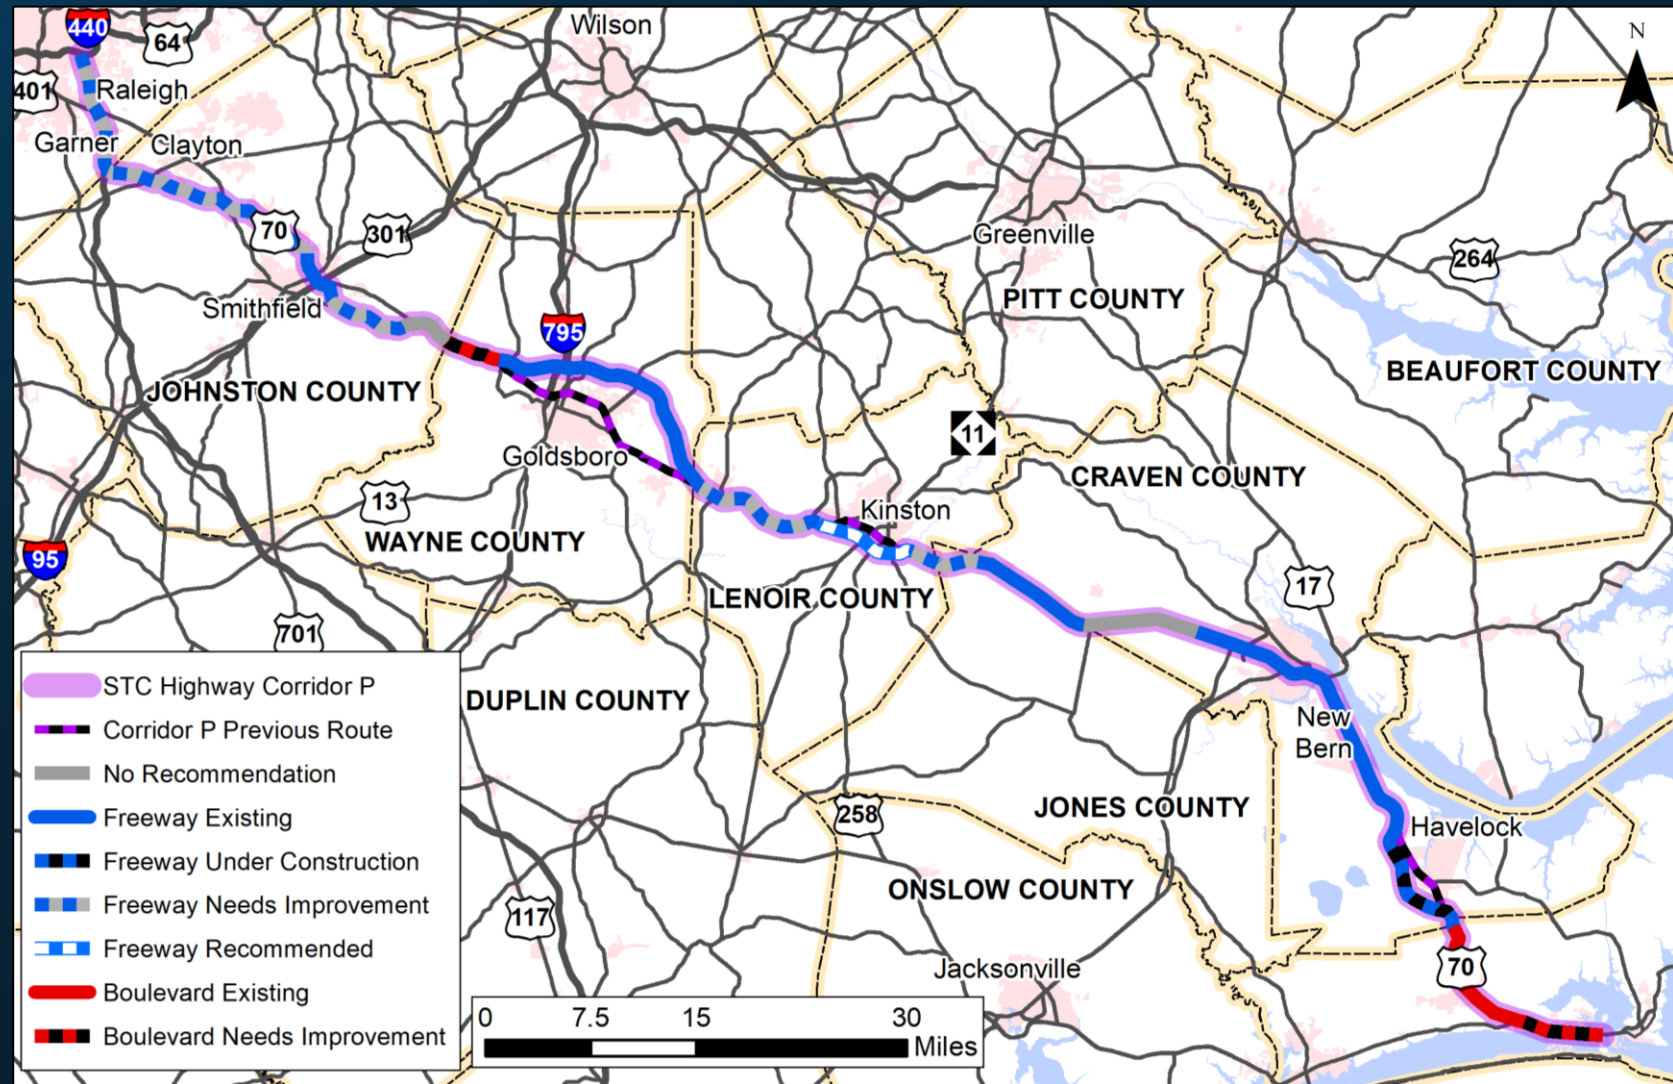 N
440
64
Wilson
401
Raleigh
Garner
Clayton
70
301
Greenville
264
Smithfield
PITT COUNTY
795
JOHNSTON COUNTY
BEAUFORT COUNTY
11
Goldsboro
CRAVEN COUNTY
13
Kinston
WAYNE COUNTY
95
17
LENOIR COUNTY
701
DUPLIN COUNTY
New
Bern
JONES COUNTY
258
Havelock
ONSLOW COUNTY
117
Jacksonville
70
STC Highway Corridor P
Corridor P Previous Route
No Recommendation
Freeway Existing
Freeway Under Construction
Freeway Needs Improvement
Freeway Recommended
Boulevard Existing
Boulevard Needs Improvement
0 7.5 15 30
Miles